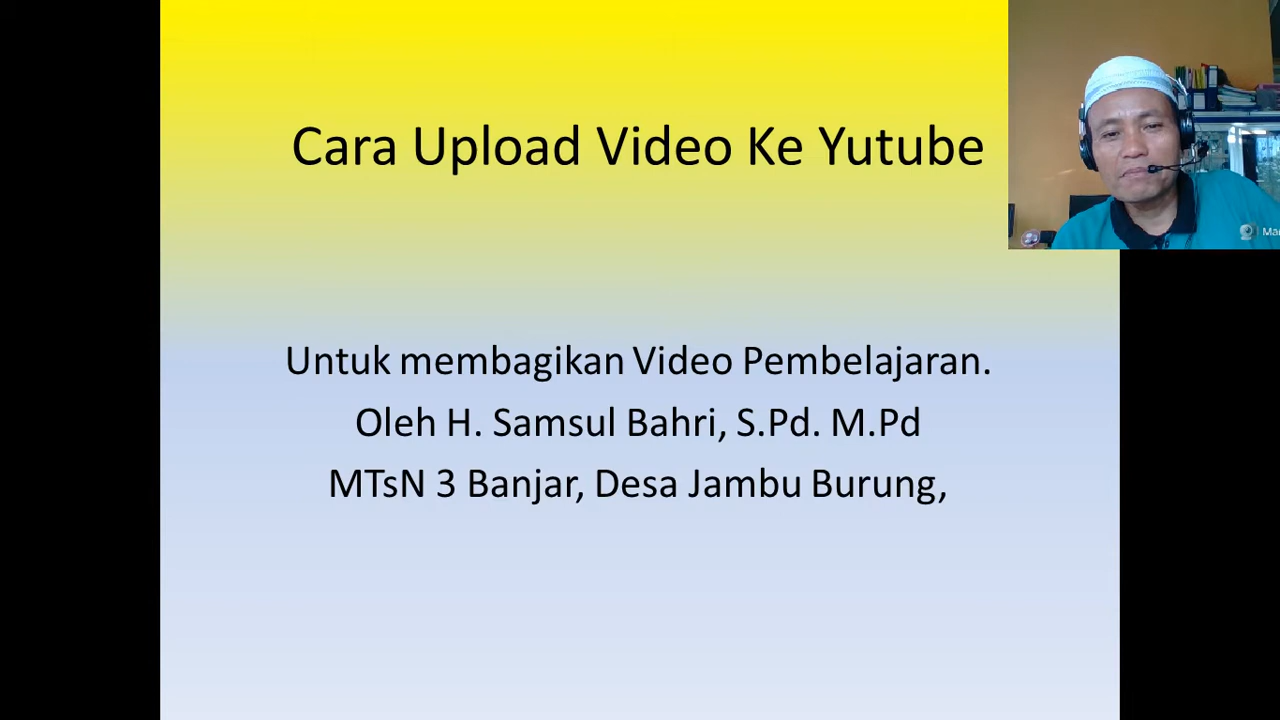 Cara Upload Video Ke Yutube
Untuk membagikan Video Pembelajaran.
Oleh H. Samsul Bahri, S.Pd. M.Pd
MTsN 3 Banjar, Desa Jambu Burung,